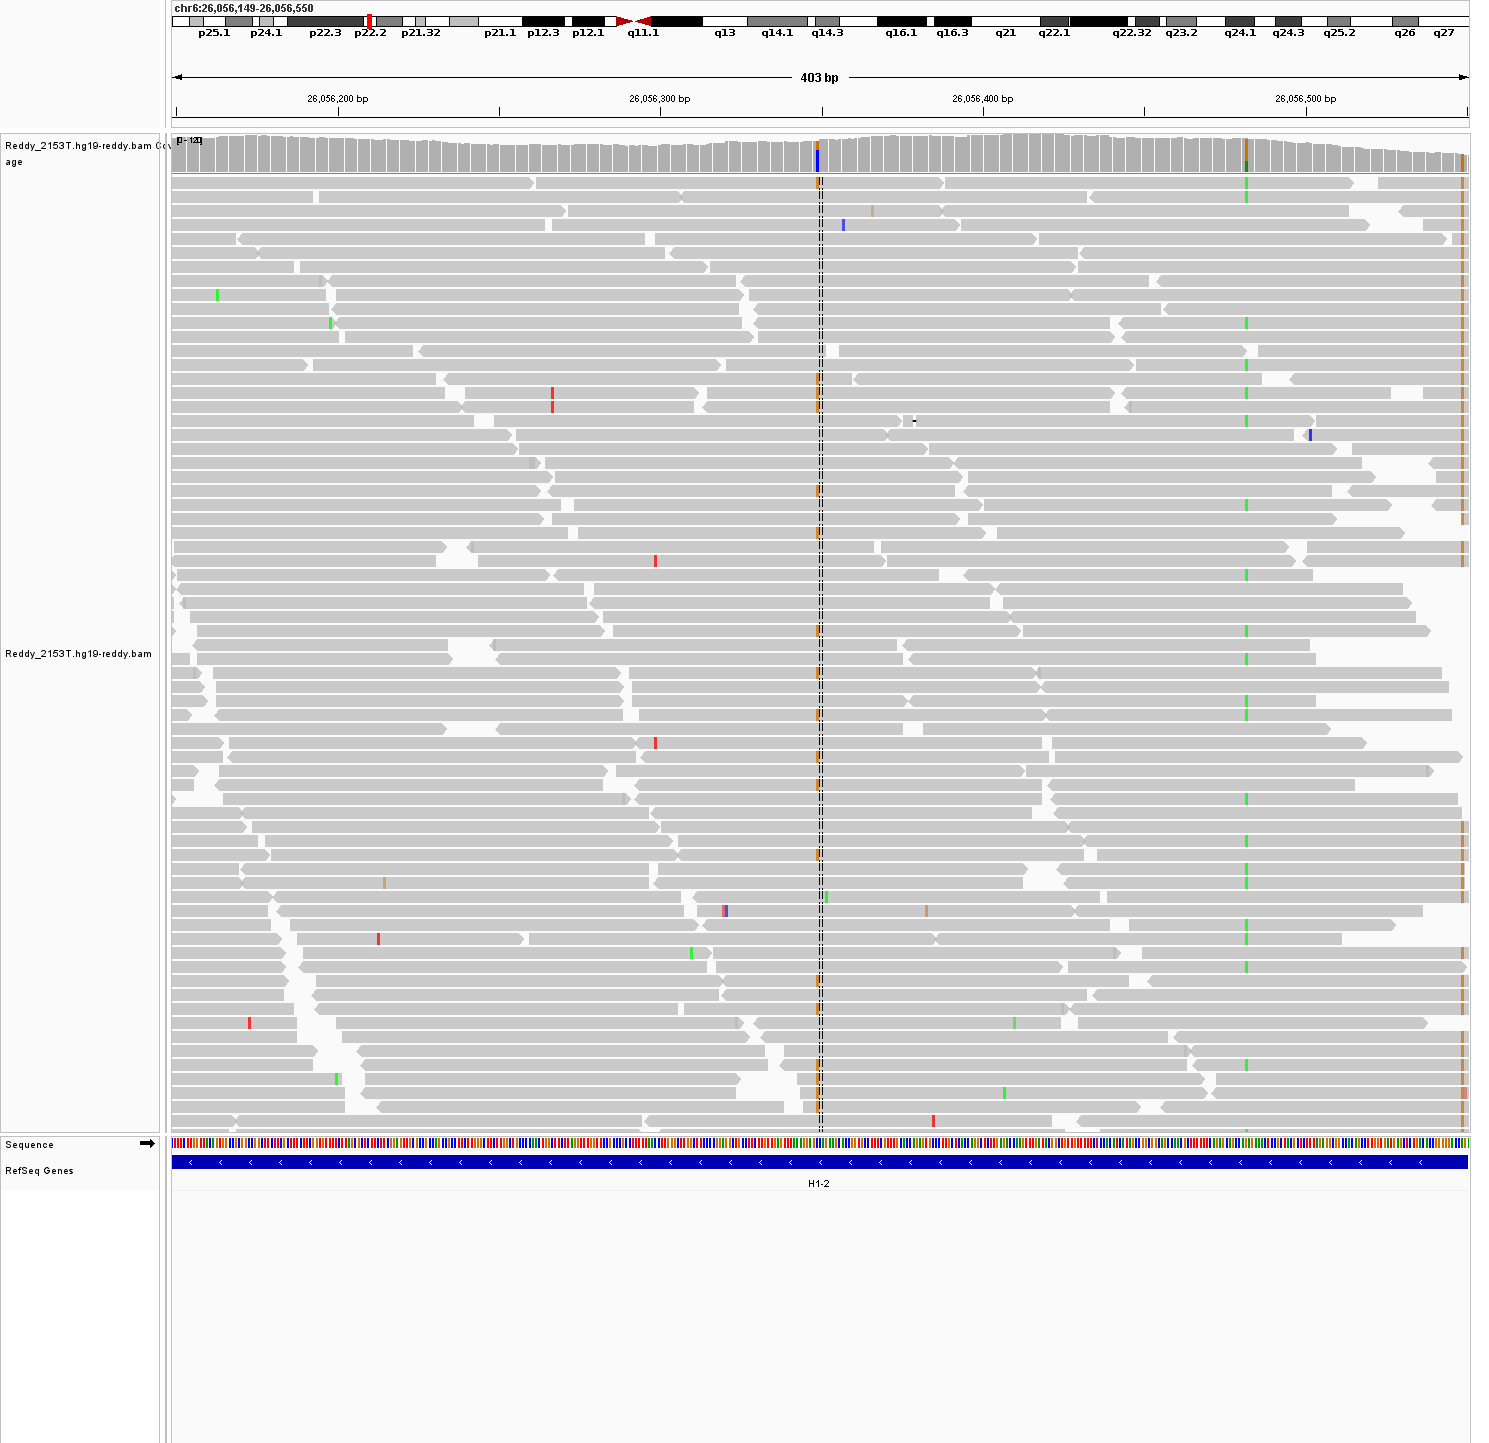 chr6:26,056,149-26,056,550
p25.1 p24.1 p22.3 p22.2 p21.32 p21.1 p12.3 p12.1 q11.1 q13 q14.1 q14.3 q16.1 q16.3 q21 q22.1 q22.32 q23.2 q24.1 q24.3 q25.2 q26 q27
403 bp
26,056,200 bp 26,056,300 bp 26,056,400 bp 26,056,500 bp
Reddy_2153T.hg19-reddy.bam Cov
age
[0 - 120]
Reddy_2153T.hg19-reddy.bam
Sequence
RefSeq Genes
H1-2